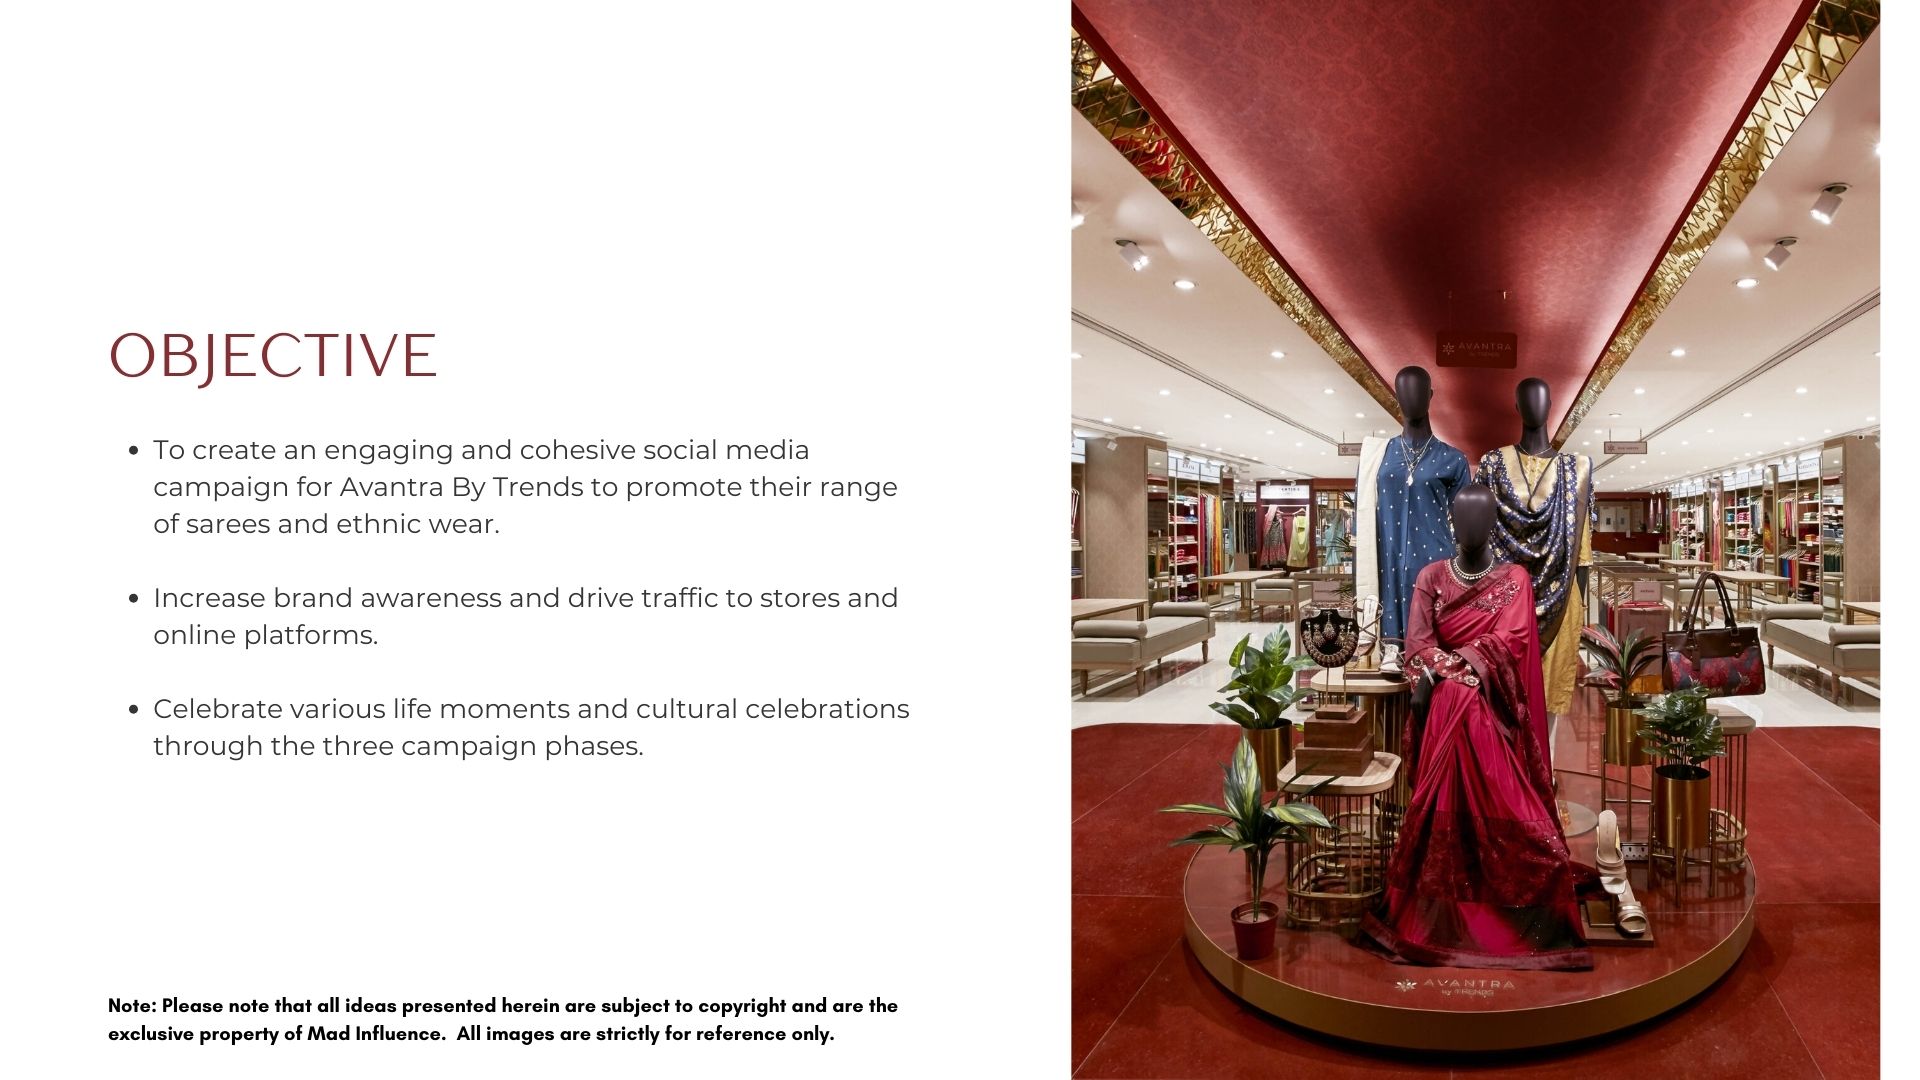 OBJECTIVE
• To create an engaging and cohesive social media
campaign for Avantra By Trends to promote their range
of sarees and ethnic wear.
• Increase brand awareness and drive traffic to stores and
online platforms.
• Celebrate various life moments and cultural celebrations
through the three campaign phases.
Note: Please note that all ideas presented herein are subject to copyright and are the
exclusive property of Mad Influence.  All images are strictly for reference only.
AVANTRA
by TRENDS
AVANTRA
by TRENDS